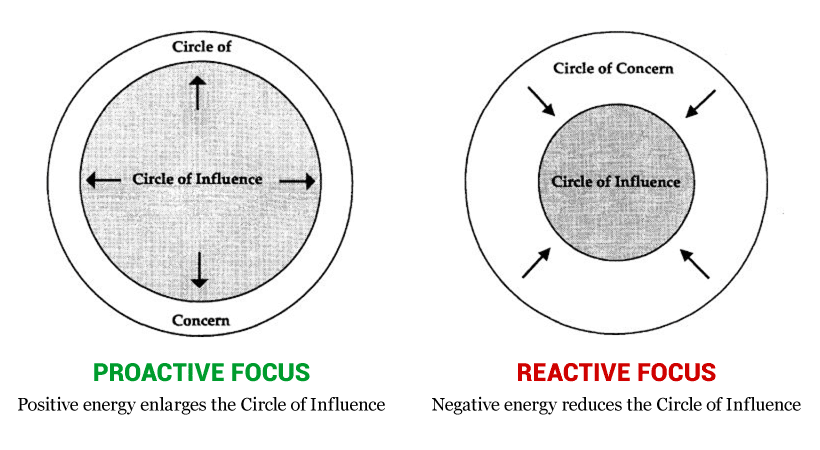 Circle of
Circle of Influence
Concern
PROACTIVE FOCUS
Positive energy enlarges the Circle of Influence
Circle of Concern
Circle of Influence
REACTIVE FOCUS
Negative energy reduces the Circle of Influence